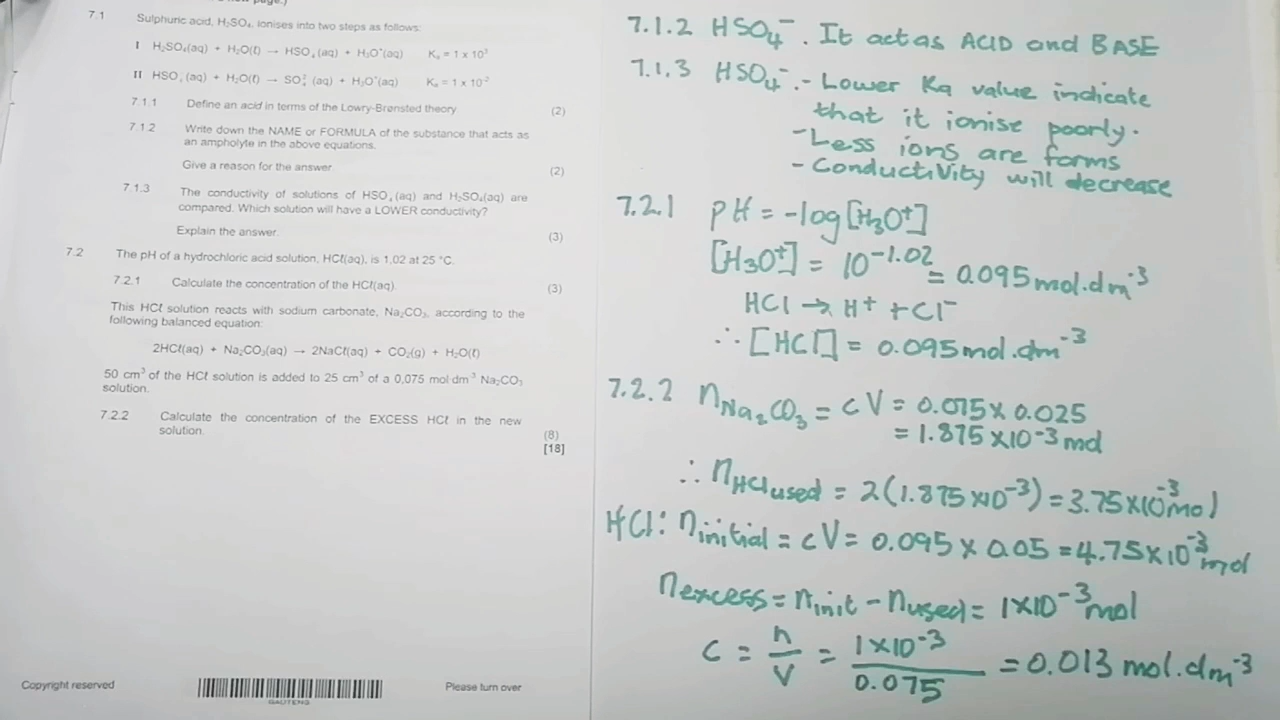 7.1 Sulphuric acid, H₂SO₄, ionises into two steps as follows:
I H₂SO₄(aq) + H₂O(ℓ) → HSO₄⁻(aq) + H₃O⁺(aq) Kₐ = 1 x 10³
II HSO₄⁻(aq) + H₂O(ℓ) → SO₄²⁻(aq) + H₃O⁺(aq) Kₐ = 1 x 10⁻²
7.1.1 Define an acid in terms of the Lowry-Brønsted theory (2)
7.1.2 Write down the NAME or FORMULA of the substance that acts as
an ampholyte in the above equations.
Give a reason for the answer. (2)
7.1.3 The conductivity of solutions of HSO₄⁻(aq) and H₂SO₄(aq) are
compared. Which solution will have a LOWER conductivity?
Explain the answer. (3)
7.2 The pH of a hydrochloric acid solution, HCℓ(aq), is 1,02 at 25 °C.
7.2.1 Calculate the concentration of the HCℓ(aq). (3)
This HCℓ solution reacts with sodium carbonate, Na₂CO₃, according to the
following balanced equation:
2HCℓ(aq) + Na₂CO₃(aq) → 2NaCℓ(aq) + CO₂(g) + H₂O(ℓ)
50 cm³ of the HCℓ solution is added to 25 cm³ of a 0,075 mol·dm⁻³ Na₂CO₃
solution.
7.2.2 Calculate the concentration of the EXCESS HCℓ in the new
solution. (8)
[18]
Copyright reserved Please turn over
7.1.2 HSO₄⁻. It act as ACID and BASE
7.1.3 HSO₄⁻.- Lower Ka value indicate
that it ionise poorly.
- Less ions are forms
- Conductivity will decrease
7.2.1 pH = -log[H₃O⁺]
[H₃O⁺] = 10⁻¹·⁰² = 0.095 mol.dm⁻³
HCl → H⁺ + Cl⁻
∴ [HCl] = 0.095 mol.dm⁻³
7.2.2 nNa₂CO₃ = cV = 0.075 × 0.025
= 1.875 × 10⁻³ mol
∴ nHCl used = 2(1.875 × 10⁻³) = 3.75 × 10⁻³ mol
HCl: ninitial = cV = 0.095 × 0.05 = 4.75 × 10⁻³ mol
nexcess = ninit - nused = 1 × 10⁻³ mol
c = n/V = 1 × 10⁻³/0.075 = 0.013 mol.dm⁻³